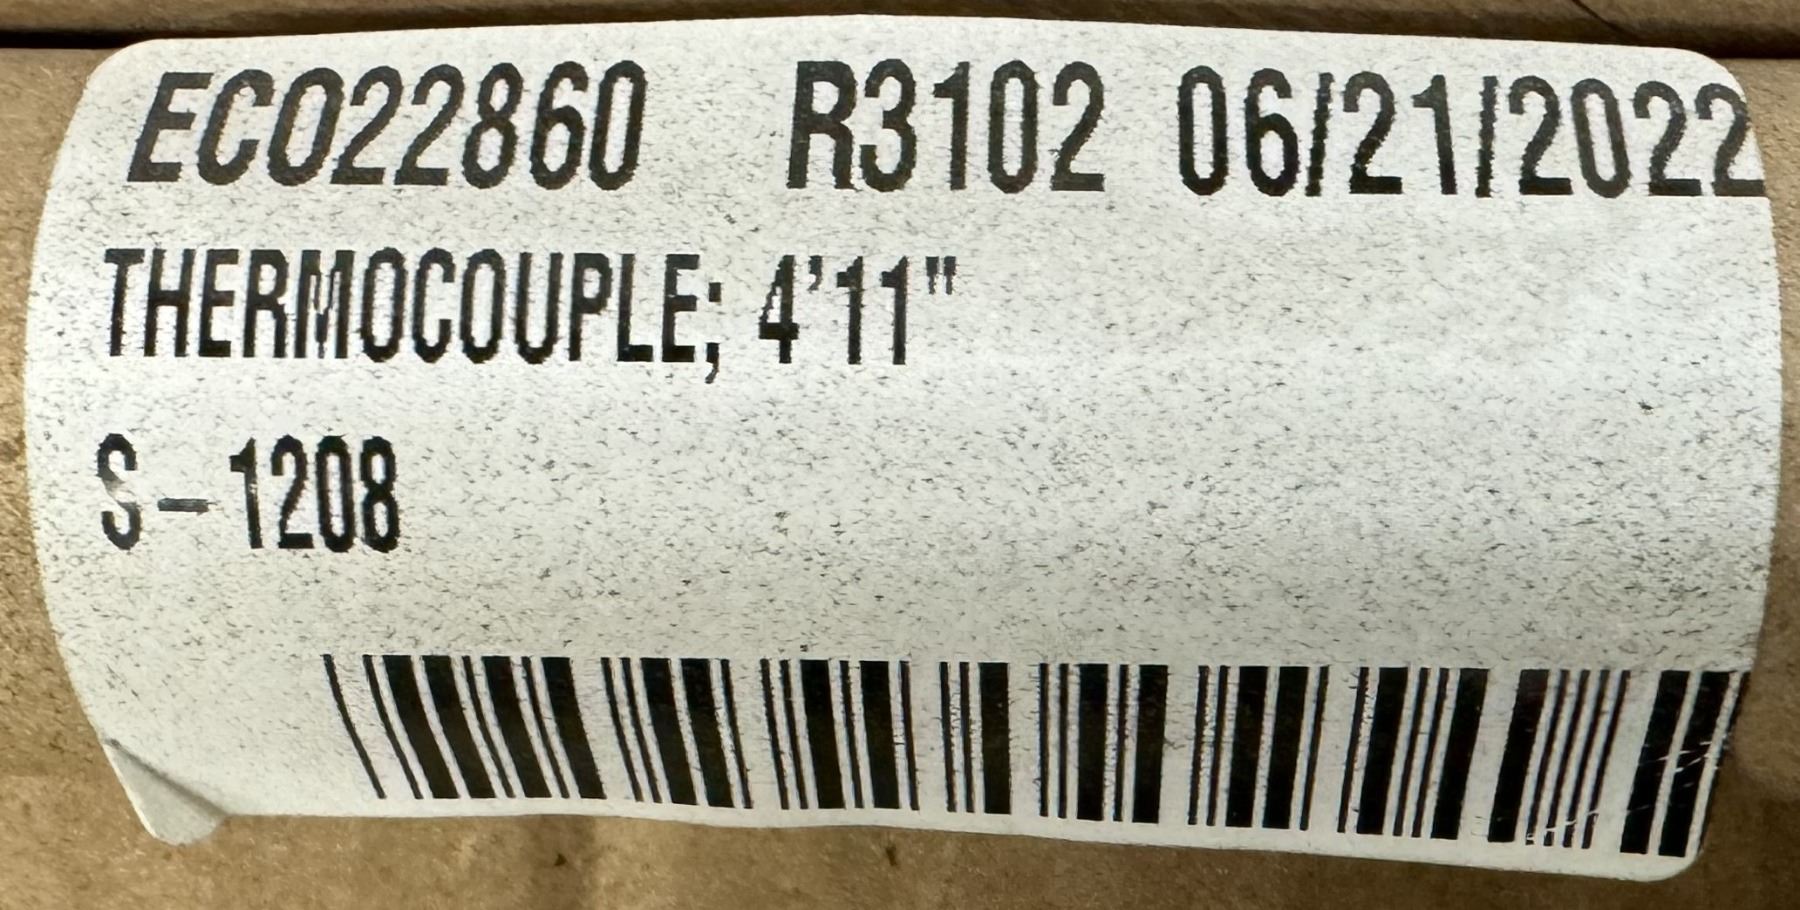 ECO22860 R3102 06/21/2022
THERMOCOUPLE; 4'11"
S-1208